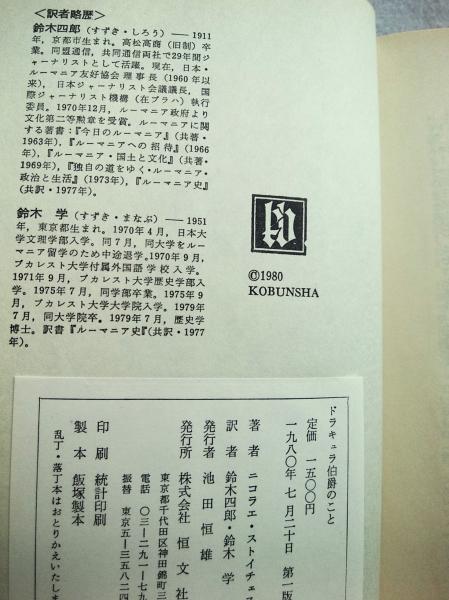 <訳者略歴>
鈴木四郎(すずき・しろう)——1911
年,京都市生まれ。高松高商(旧制)卒
業。同盟通信,共同通信両社で29年間ジ
ャーナリストとして活躍。現在,日本・
ルーマニア友好協会理事長(1960年以
来),日本ジャーナリスト会議議長,国
際ジャーナリスト機構(在プラハ)執行
委員。1970年12月,ルーマニア政府より
文化第二等勲章を受賞。ルーマニアに関
する著書:『今日のルーマニア』(共著・
1963年),『ルーマニアへの招待』(1966
年),『ルーマニア・国土と文化』(共著・
1969年),『独自の道をゆく・ルーマニア・
政治と生活』(1973年),『ルーマニア史』
(共訳・1977年)。
鈴木 学(すずき・まなぶ)——1951
年,東京都生まれ。1970年4月,日本大
学文理学部入学。同7月,同大学をルー
マニア留学のため中途退学。1970年9月,
ブカレスト大学付属外国語学校入学。
1971年9月,ブカレスト大学歴史学部入
学。1975年7月,同学部卒業。1975年9
月,ブカレスト大学大学院入学。1979年
7月,同大学院卒。1979年7月,歴史学
博士。訳書『ルーマニア史』(共訳・1977
年)。
©1980
KOBUNSHA
ドラキュラ伯爵のこと
定価 一五〇〇円
一九八〇年 七月二十日 第一版
著者 ニコラエ・ストイチェス
訳者 鈴木四郎・鈴木 学
発行者 池田恒雄
発行所 株式会社 恒文社
東京都千代田区神田錦町三
電話 〇三—二九一—七九
振替 東京五—三五八二四
印刷 統計印刷
製本 飯塚製本
乱丁・落丁本はおとりかえいたしま